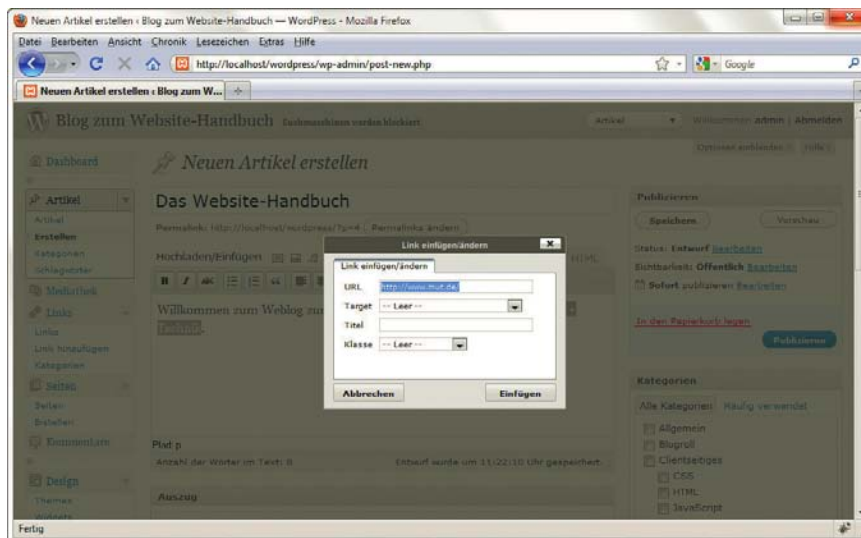 Neuen Artikel erstellen ‹ Blog zum Website-Handbuch — WordPress - Mozilla Firefox
Datei Bearbeiten Ansicht Chronik Lesezeichen Extras Hilfe
http://localhost/wordpress/wp-admin/post-new.php
Google
Neuen Artikel erstellen ‹ Blog zum W...
Blog zum Website-Handbuch Suchmaschinen werden blockiert
Artikel
Willkommen admin | Abmelden
Optionen einblenden
Hilfe
Dashboard
Neuen Artikel erstellen
Artikel
Artikel
Erstellen
Kategorien
Schlagwörter
Mediathek
Links
Links
Link hinzufügen
Kategorien
Seiten
Seiten
Erstellen
Kommentare
Design
Themes
Widgets
Das Website-Handbuch
Permalink: http://localhost/wordpress/?p=4 Permalinks ändern
Hochladen/Einfügen
HTML
B I ABC
Willkommen zum Weblog zu
Technik.
Link einfügen/ändern
Link einfügen/ändern
URL http://www.mut.de/
Target -- Leer --
Titel
Klasse -- Leer --
Abbrechen Einfügen
Pfad: p
Anzahl der Wörter im Text: 8 Entwurf wurde um 11:22:10 Uhr gespeichert.
Auszug
Publizieren
Speichern Vorschau
Status: Entwurf Bearbeiten
Sichtbarkeit: Öffentlich Bearbeiten
Sofort publizieren Bearbeiten
In den Papierkorb legen
Publizieren
Kategorien
Alle Kategorien Häufig verwendet
Allgemein
Blogroll
Clientseitiges
CSS
HTML
JavaScript
Fertig